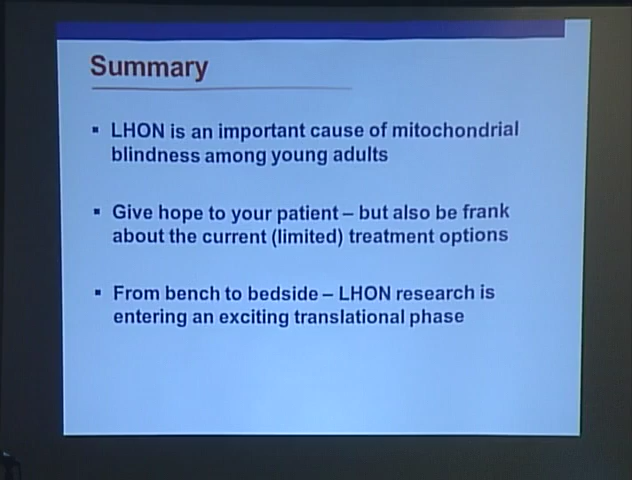 Summary
▪ LHON is an important cause of mitochondrial
blindness among young adults
▪ Give hope to your patient – but also be frank
about the current (limited) treatment options
▪ From bench to bedside – LHON research is
entering an exciting translational phase